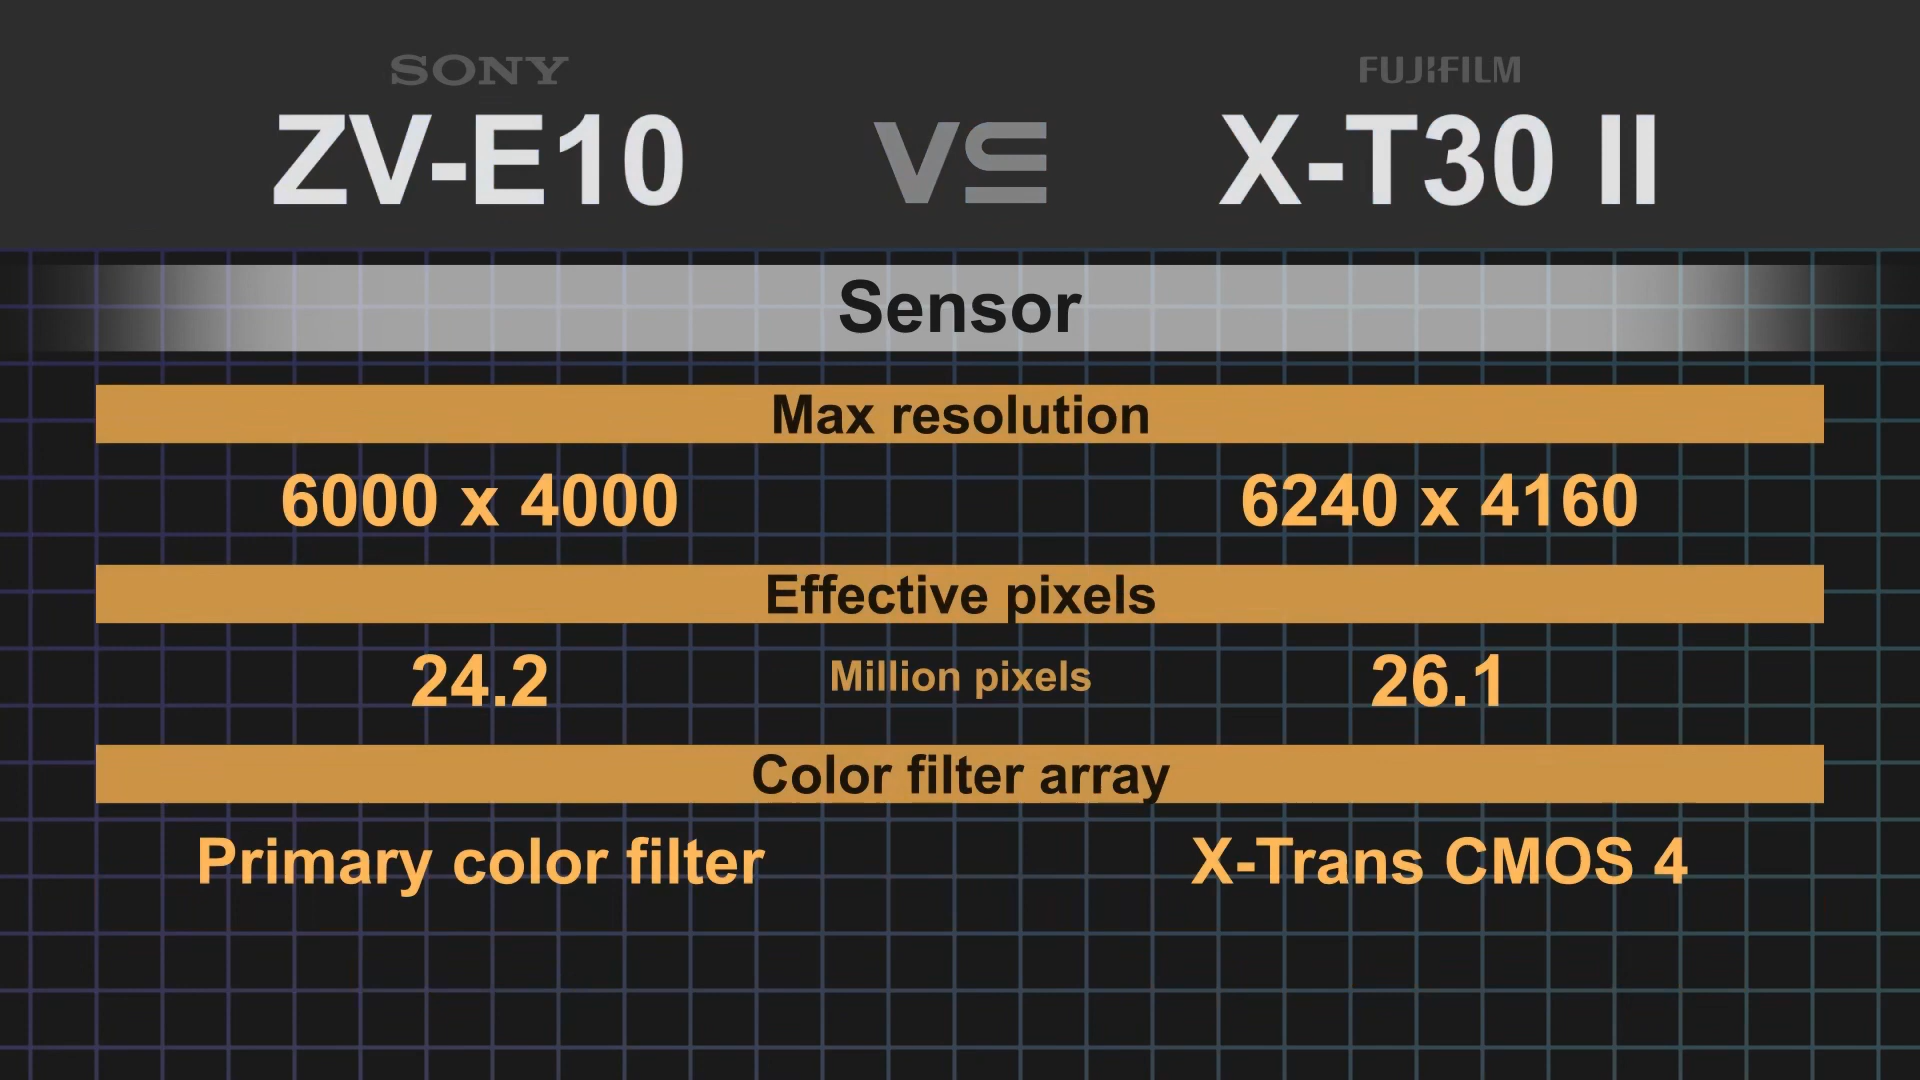 SONY FUJIFILM
ZV-E10 VS X-T30 II
Sensor
Max resolution
6000 x 4000 6240 x 4160
Effective pixels
24.2 Million pixels 26.1
Color filter array
Primary color filter X-Trans CMOS 4